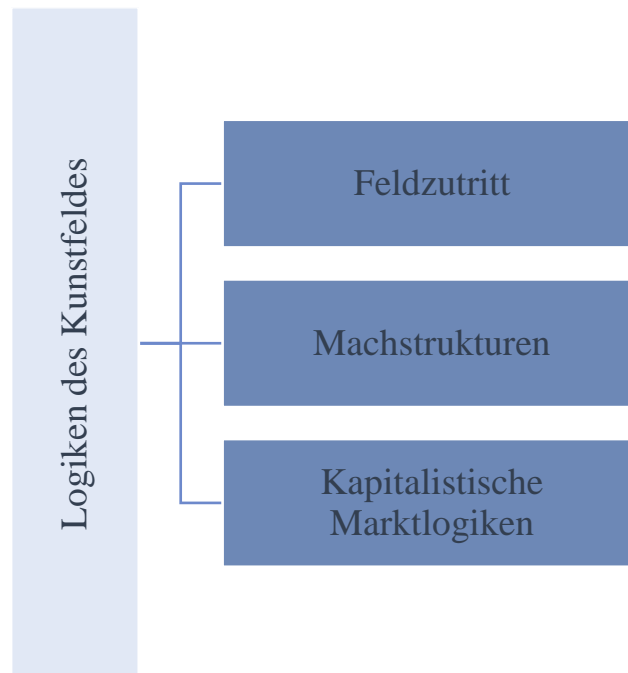 Logiken des Kunstfeldes
Feldzutritt
Machstrukturen
Kapitalistische
Marktlogiken